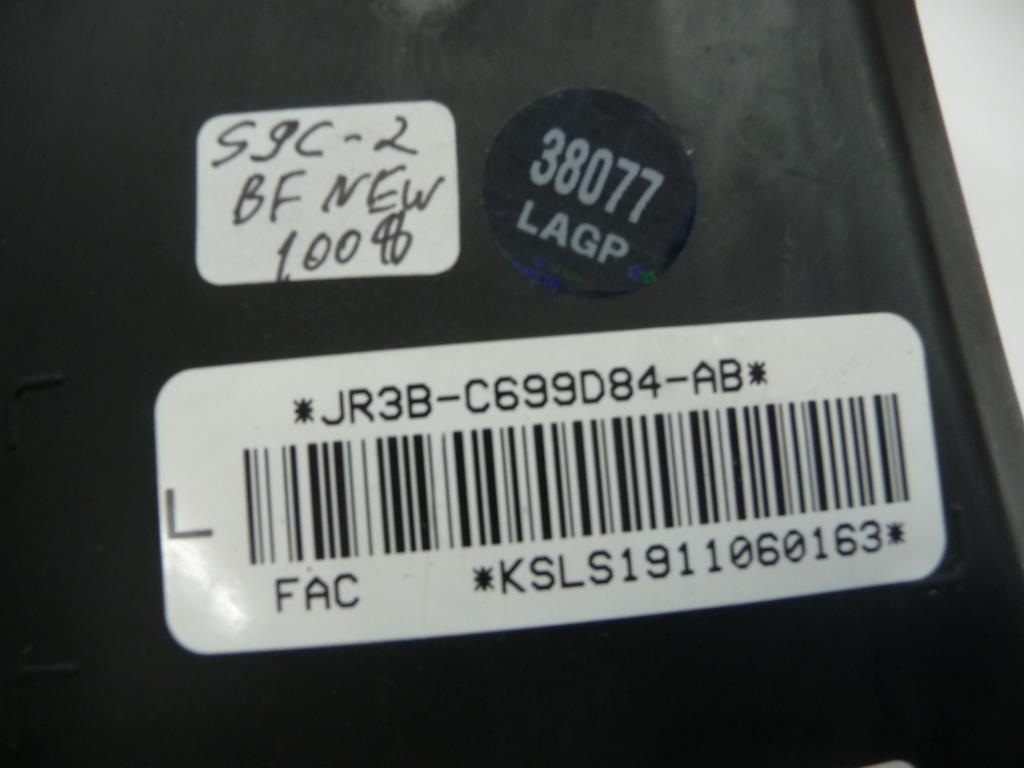 S9C-2
BF NEW
100%
38077
LAGP
*JR3B-C699D84-AB*
L
FAC *KSLS1911060163*